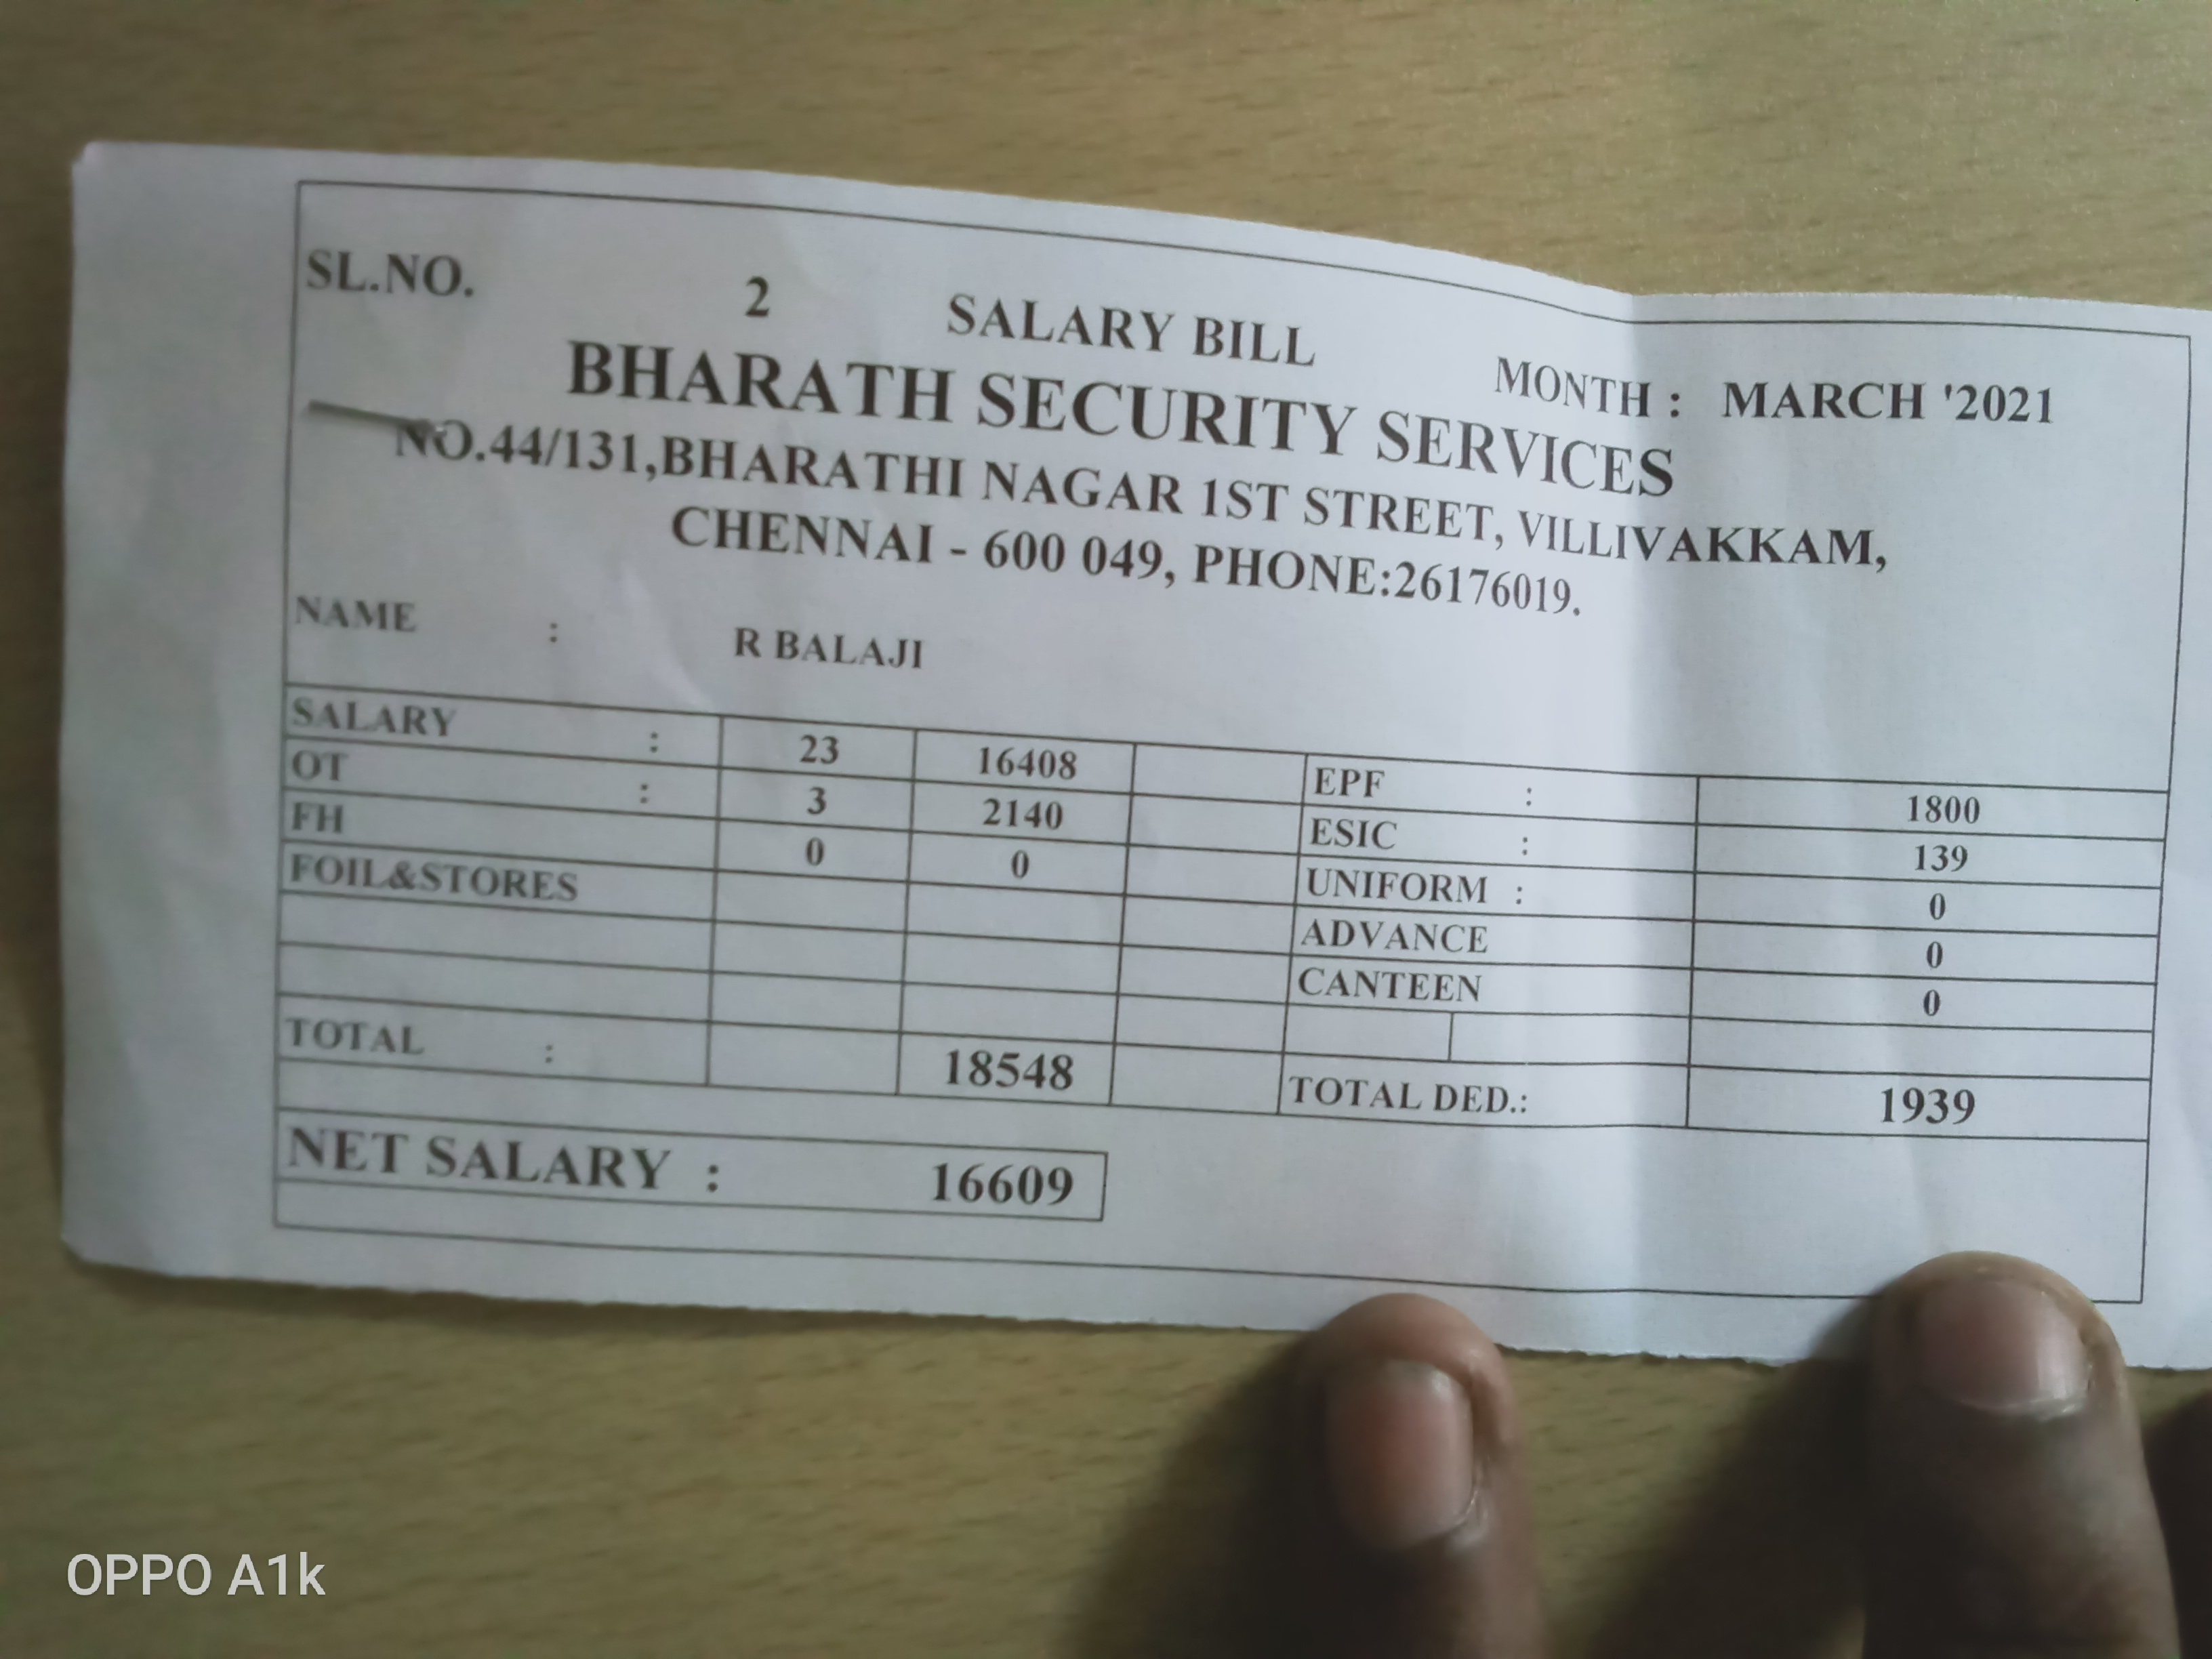 SL.NO. 2 SALARY BILL MONTH : MARCH '2021
BHARATH SECURITY SERVICES
NO.44/131,BHARATHI NAGAR 1ST STREET, VILLIVAKKAM,
CHENNAI - 600 049, PHONE:26176019.
NAME : R BALAJI
SALARY : 23 16408 EPF : 1800
OT : 3 2140 ESIC : 139
FH 0 0 UNIFORM : 0
FOIL&STORES ADVANCE 0
CANTEEN 0
TOTAL : 18548 TOTAL DED.: 1939
NET SALARY : 16609
OPPO A1k